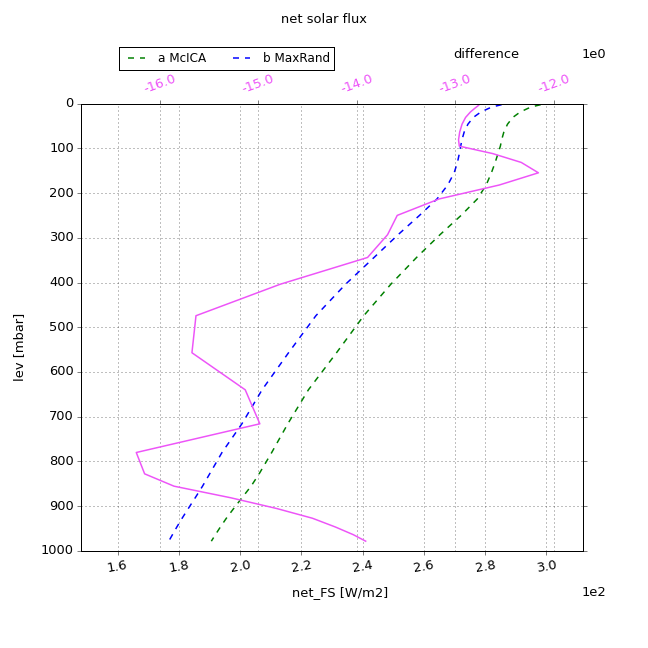 net solar flux
a McICA b MaxRand
difference 1e0
-16.0 -15.0 -14.0 -13.0 -12.0
0
100
200
300
400
500
600
700
800
900
1000
lev [mbar]
1.6 1.8 2.0 2.2 2.4 2.6 2.8 3.0
net_FS [W/m2] 1e2